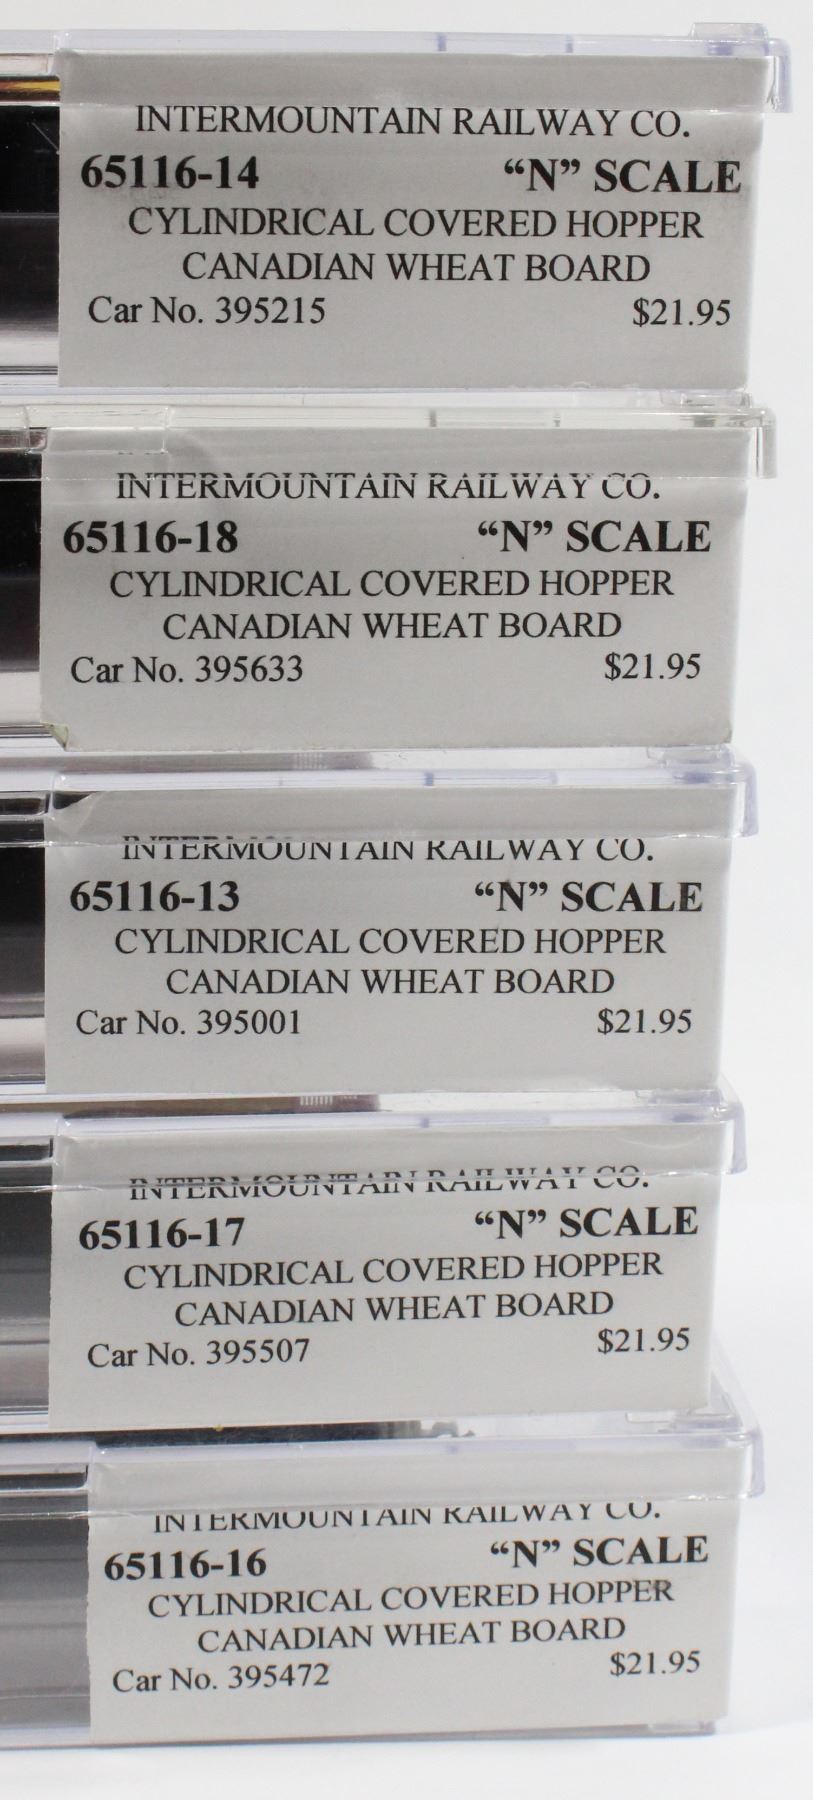 INTERMOUNTAIN RAILWAY CO.
65116-14 “N” SCALE
CYLINDRICAL COVERED HOPPER
CANADIAN WHEAT BOARD
Car No. 395215 $21.95
INTERMOUNTAIN RAILWAY CO.
65116-18 “N” SCALE
CYLINDRICAL COVERED HOPPER
CANADIAN WHEAT BOARD
Car No. 395633 $21.95
INTERMOUNTAIN RAILWAY CO.
65116-13 “N” SCALE
CYLINDRICAL COVERED HOPPER
CANADIAN WHEAT BOARD
Car No. 395001 $21.95
INTERMOUNTAIN RAILWAY CO.
65116-17 “N” SCALE
CYLINDRICAL COVERED HOPPER
CANADIAN WHEAT BOARD
Car No. 395507 $21.95
INTERMOUNTAIN RAILWAY CO.
65116-16 “N” SCALE
CYLINDRICAL COVERED HOPPER
CANADIAN WHEAT BOARD
Car No. 395472 $21.95